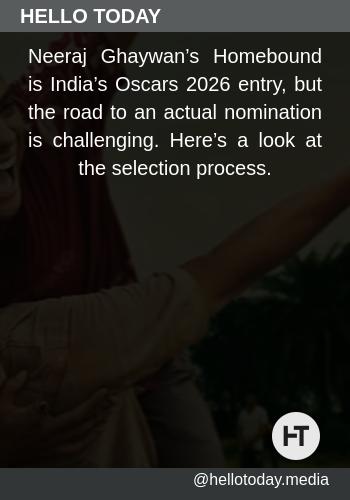 HELLO TODAY
Neeraj Ghaywan’s Homebound
is India’s Oscars 2026 entry, but
the road to an actual nomination
is challenging. Here’s a look at
the selection process.
HT
@hellotoday.media